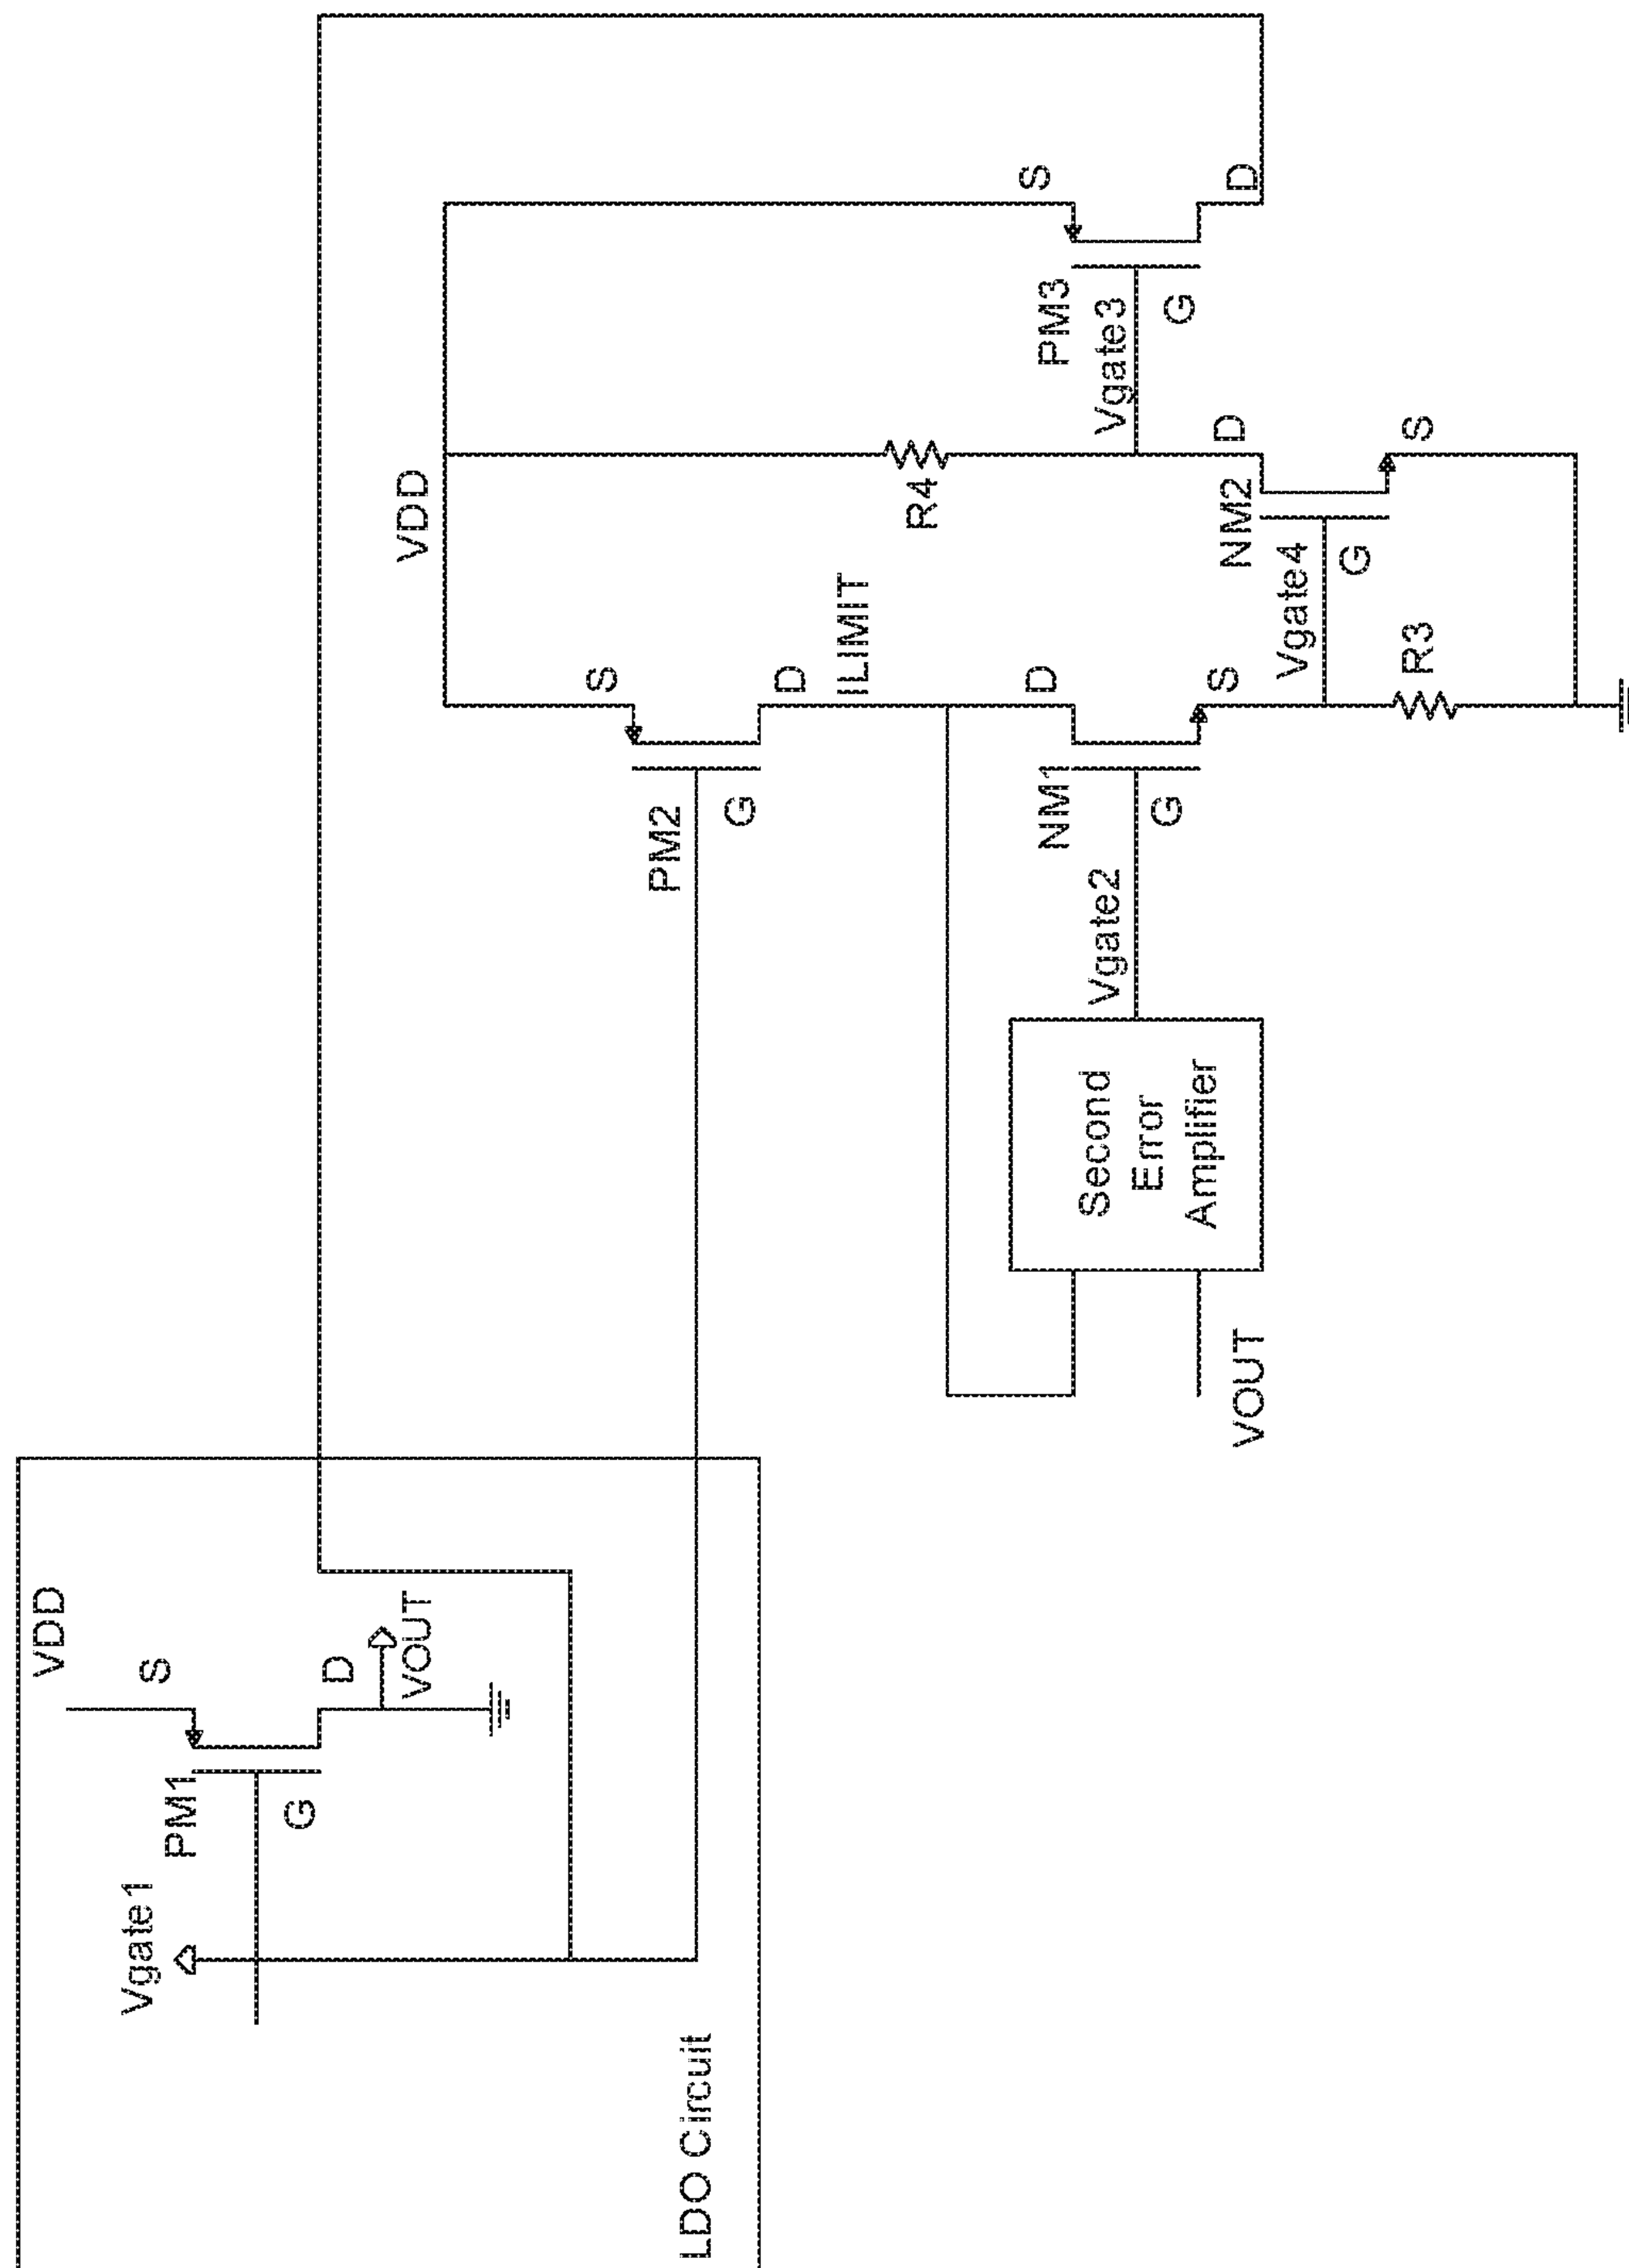 Vgate1
VDD
PM1
S
G
D
VOUT
LDO Circuit
VDD
PM2
S
G
D
ILIMIT
R4
PM3
S
Vgate3
G
D
Second
Error
Amplifier
VOUT
Vgate2
NM1
D
G
S
NM2
D
Vgate4
G
S
R3